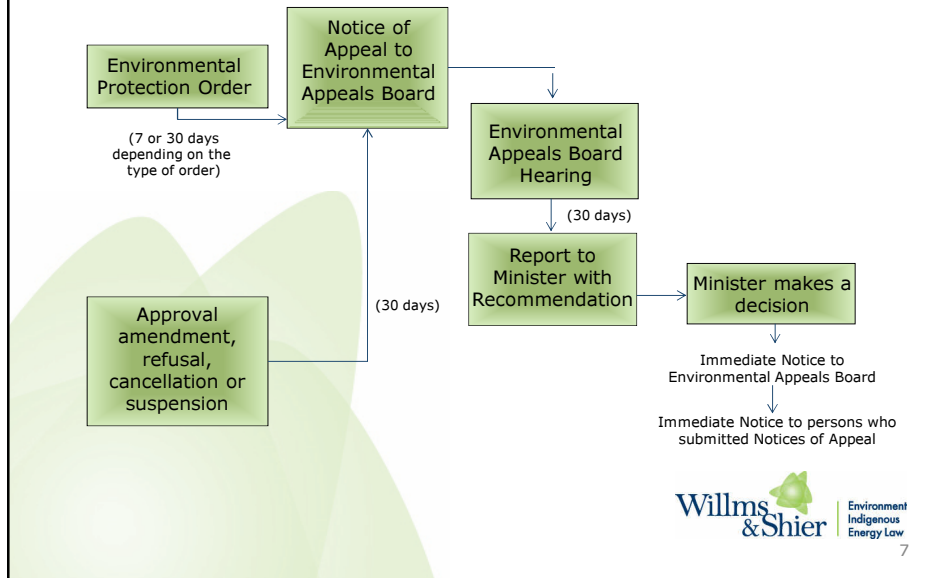 Environmental
Protection Order
Notice of
Appeal to
Environmental
Appeals Board
(7 or 30 days
depending on the
type of order)
Environmental
Appeals Board
Hearing
(30 days)
Report to
Minister with
Recommendation
Minister makes a
decision
(30 days)
Approval
amendment,
refusal,
cancellation or
suspension
Immediate Notice to
Environmental Appeals Board
Immediate Notice to persons who
submitted Notices of Appeal
Willms
&Shier
Environment
Indigenous
Energy Law
7